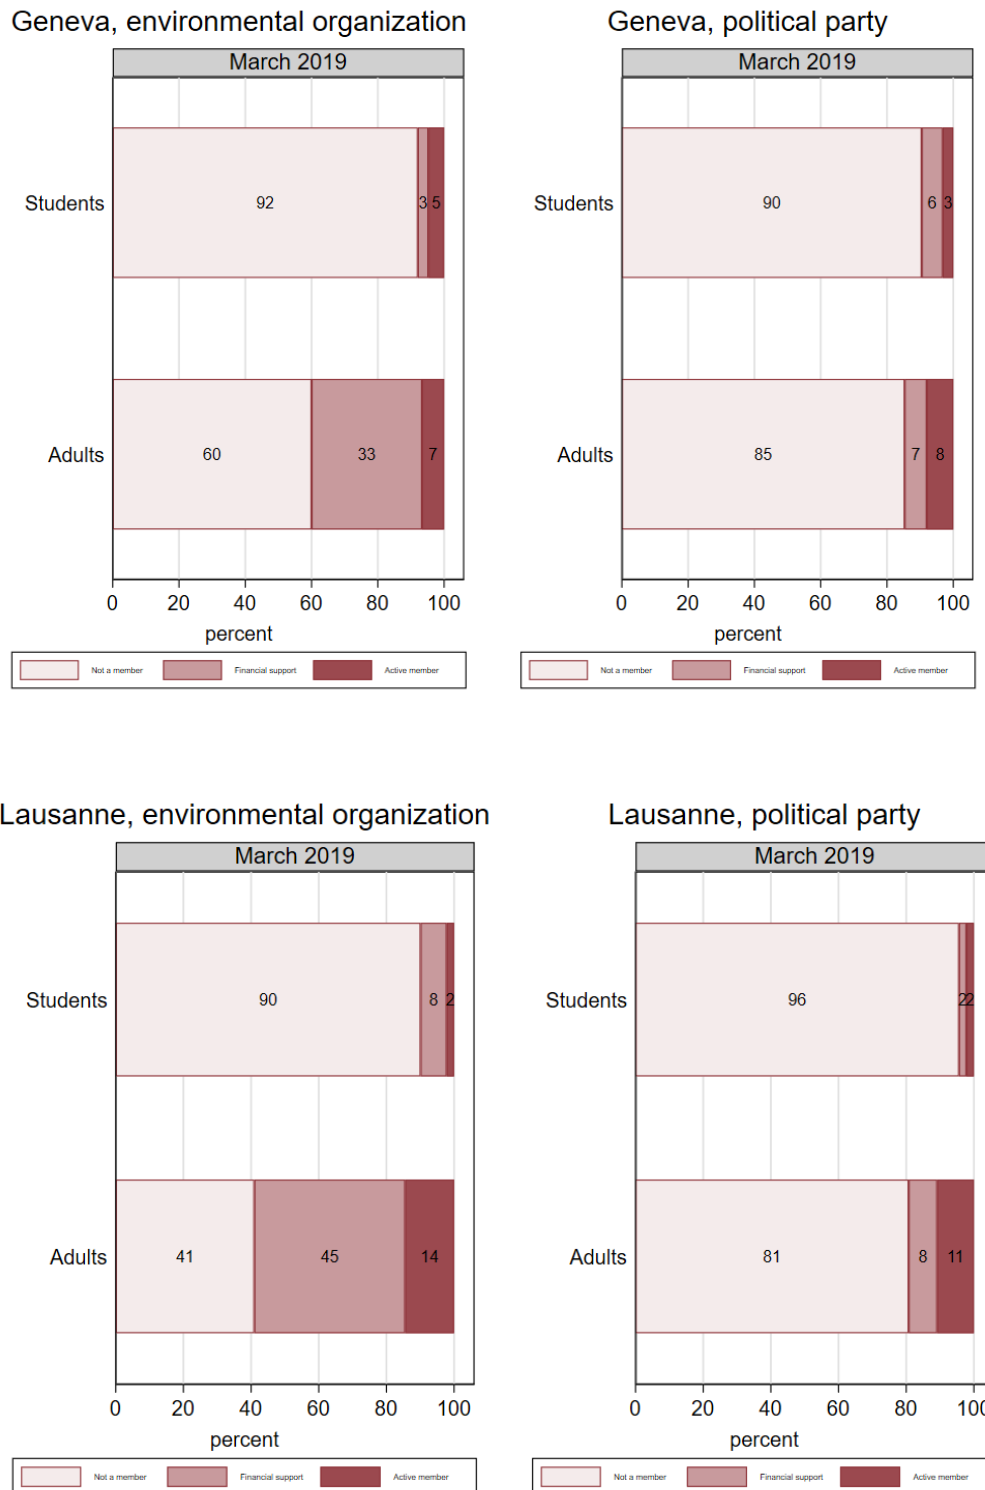 Geneva, environmental organization
March 2019
Students
92
3
5
Adults
60
33
7
0 20 40 60 80 100
percent
Not a member Financial support Active member
Geneva, political party
March 2019
Students
90
6
3
Adults
85
7
8
0 20 40 60 80 100
percent
Not a member Financial support Active member
Lausanne, environmental organization
March 2019
Students
90
8
2
Adults
41
45
14
0 20 40 60 80 100
percent
Not a member Financial support Active member
Lausanne, political party
March 2019
Students
96
2
2
Adults
81
8
11
0 20 40 60 80 100
percent
Not a member Financial support Active member